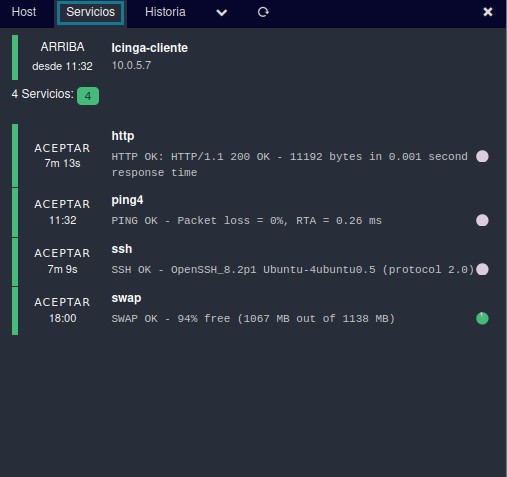 Host Servicios Historia
ARRIBA Icinga-cliente
desde 11:32 10.0.5.7
4 Servicios: 4
http
ACEPTAR HTTP OK: HTTP/1.1 200 OK - 11192 bytes in 0.001 second
7m 13s response time
ping4
ACEPTAR
11:32 PING OK - Packet loss = 0%, RTA = 0.26 ms
ssh
ACEPTAR
7m 9s SSH OK - OpenSSH_8.2p1 Ubuntu-4ubuntu0.5 (protocol 2.0)
swap
ACEPTAR
18:00 SWAP OK - 94% free (1067 MB out of 1138 MB)